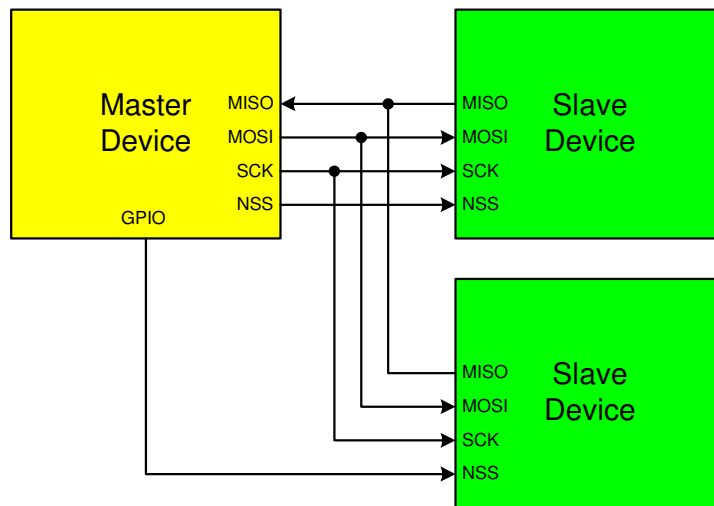 Master
Device
MISO
MOSI
SCK
NSS
GPIO
MISO
MOSI
SCK
NSS
Slave
Device
MISO
MOSI
SCK
NSS
Slave
Device